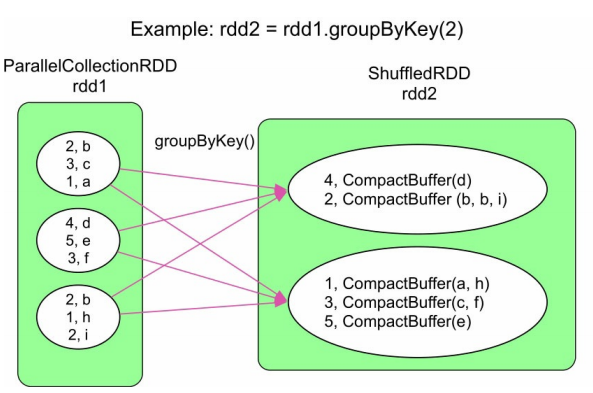 Example: rdd2 = rdd1.groupByKey(2)
ParallelCollectionRDD
rdd1
ShuffledRDD
rdd2
groupByKey()
2, b
3, c
1, a
4, d
5, e
3, f
2, b
1, h
2, i
4, CompactBuffer(d)
2, CompactBuffer (b, b, i)
1, CompactBuffer(a, h)
3, CompactBuffer(c, f)
5, CompactBuffer(e)